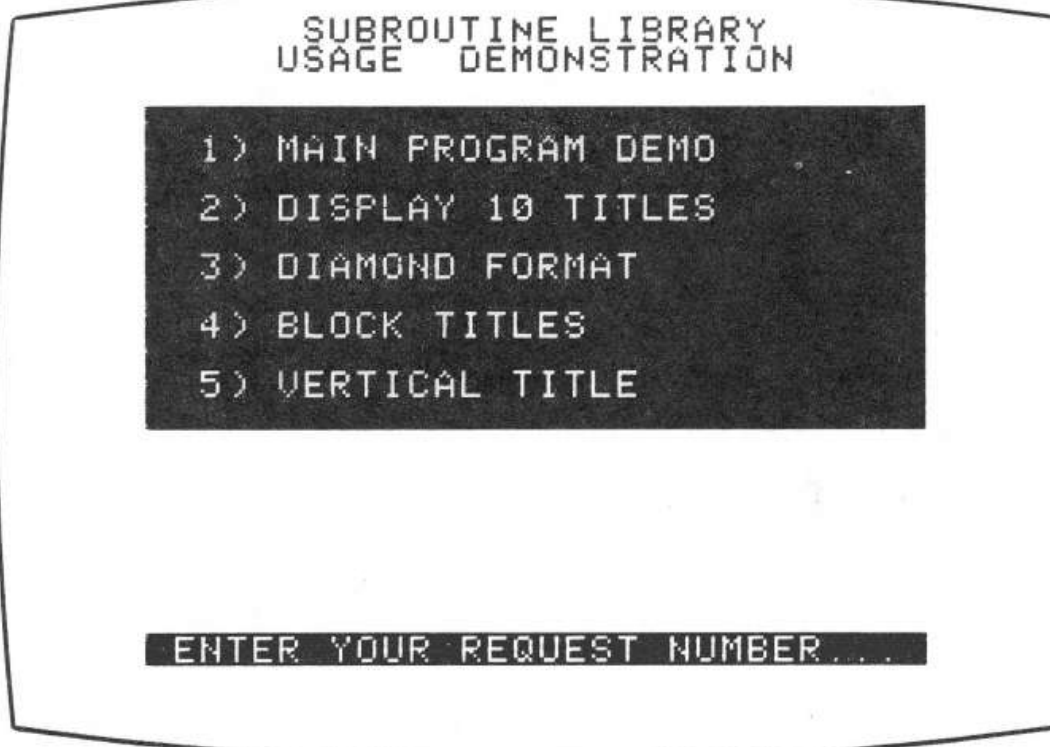 SUBROUTINE LIBRARY
USAGE DEMONSTRATION
1) MAIN PROGRAM DEMO
2) DISPLAY 10 TITLES
3) DIAMOND FORMAT
4) BLOCK TITLES
5) VERTICAL TITLE
ENTER YOUR REQUEST NUMBER...